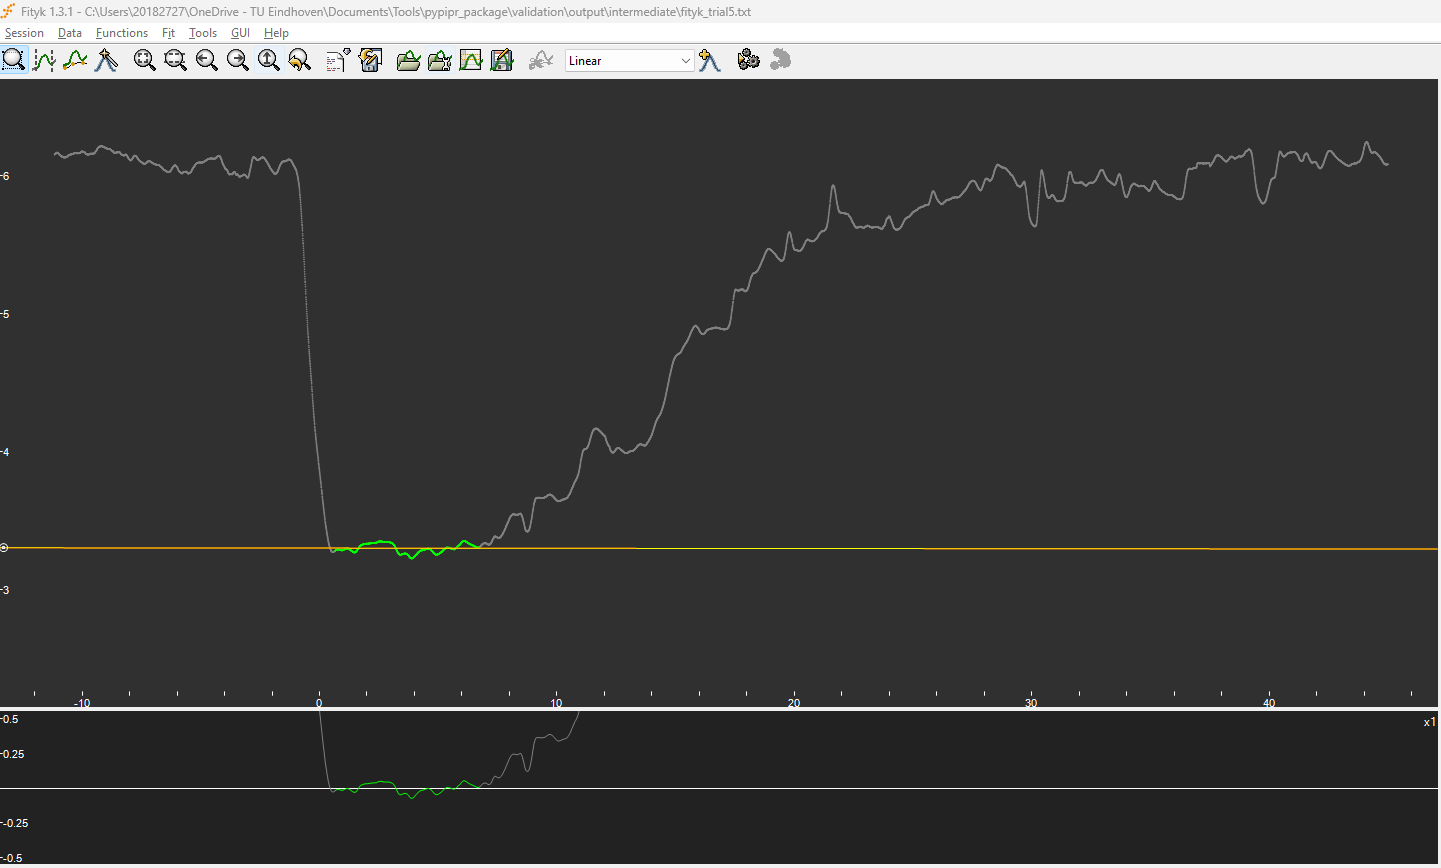 Fityk 1.3.1 - C:\Users\20182727\OneDrive - TU Eindhoven\Documents\Tools\pypipr_package\validation\output\intermediate\fityk_trial5.txt
Session Data Functions Fit Tools GUI Help
Linear
6
5
4
3
-10 0 10 20 30 40
0.5
x1
0.25
-0.25
-0.5